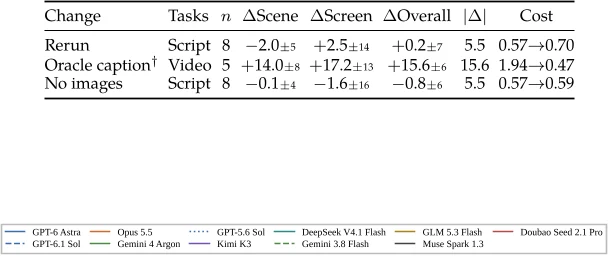 Change Tasks n ΔScene ΔScreen ΔOverall |Δ| Cost
Rerun Script 8 −2.0±5 +2.5±14 +0.2±7 5.5 0.57→0.70
Oracle caption† Video 5 +14.0±8 +17.2±13 +15.6±6 15.6 1.94→0.47
No images Script 8 −0.1±4 −1.6±16 −0.8±6 5.5 0.57→0.59
GPT-6 Astra Opus 5.5 GPT-5.6 Sol DeepSeek V4.1 Flash GLM 5.3 Flash Doubao Seed 2.1 Pro
GPT-6.1 Sol Gemini 4 Argon Kimi K3 Gemini 3.8 Flash Muse Spark 1.3